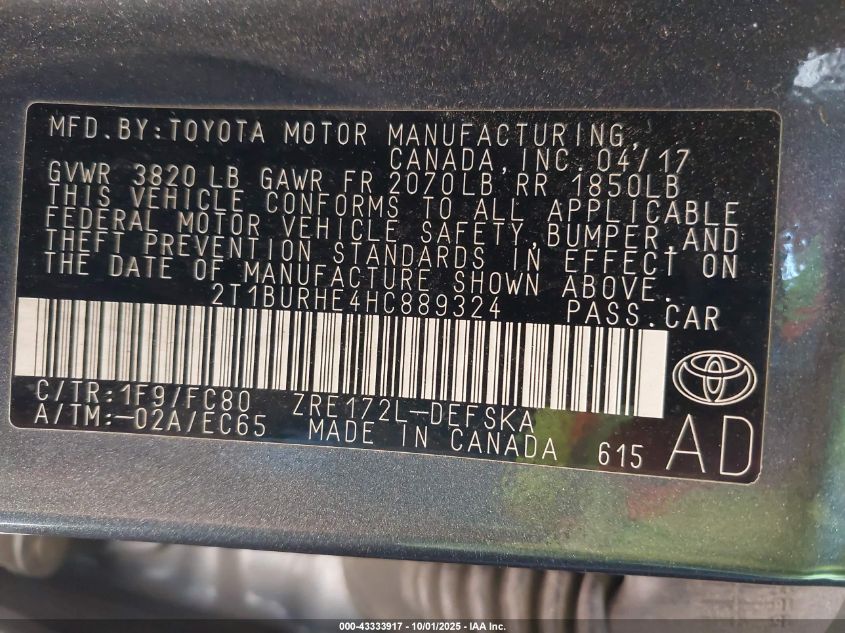 MFD.BY:TOYOTA MOTOR MANUFACTURING,
CANADA,INC. 04/17
GVWR 3820LB GAWR FR 2070LB RR 1850LB
THIS VEHICLE CONFORMS TO ALL APPLICABLE
FEDERAL MOTOR VEHICLE SAFETY,BUMPER,AND
THEFT PREVENTION STANDARDS IN EFFECT ON
THE DATE OF MANUFACTURE SHOWN ABOVE.
2T1BURHE4HC889324 PASS.CAR
C/TR:1F9/FC80 ZRE172L-DEFSKA
A/TM:-02A/EC65 MADE IN CANADA 615 AD
000-43333917 - 10/01/2025 - IAA Inc.